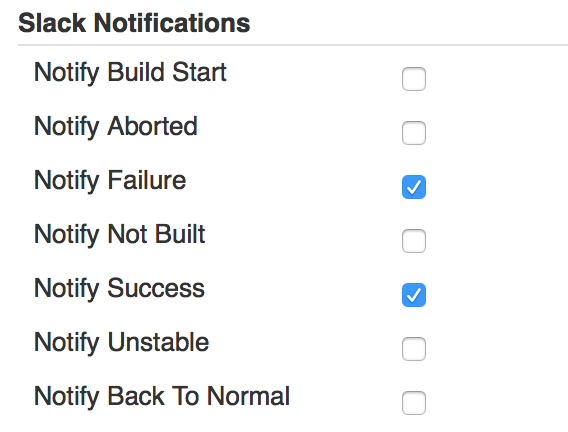 Slack Notifications
Notify Build Start
Notify Aborted
Notify Failure
Notify Not Built
Notify Success
Notify Unstable
Notify Back To Normal